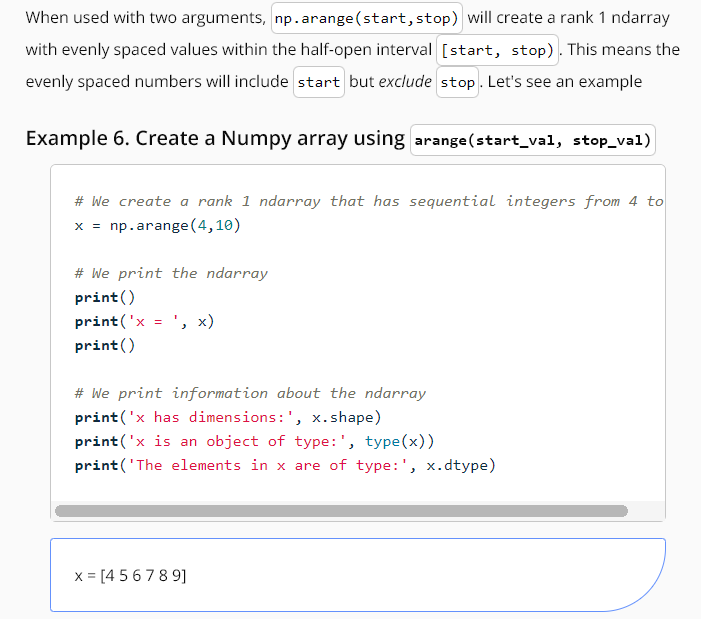 When used with two arguments, np.arange(start,stop) will create a rank 1 ndarray
with evenly spaced values within the half-open interval [start, stop). This means the
evenly spaced numbers will include start but exclude stop. Let's see an example
Example 6. Create a Numpy array using arange(start_val, stop_val)
# We create a rank 1 ndarray that has sequential integers from 4 to
x = np.arange(4,10)
# We print the ndarray
print()
print('x = ', x)
print()
# We print information about the ndarray
print('x has dimensions:', x.shape)
print('x is an object of type:', type(x))
print('The elements in x are of type:', x.dtype)
x = [4 5 6 7 8 9]